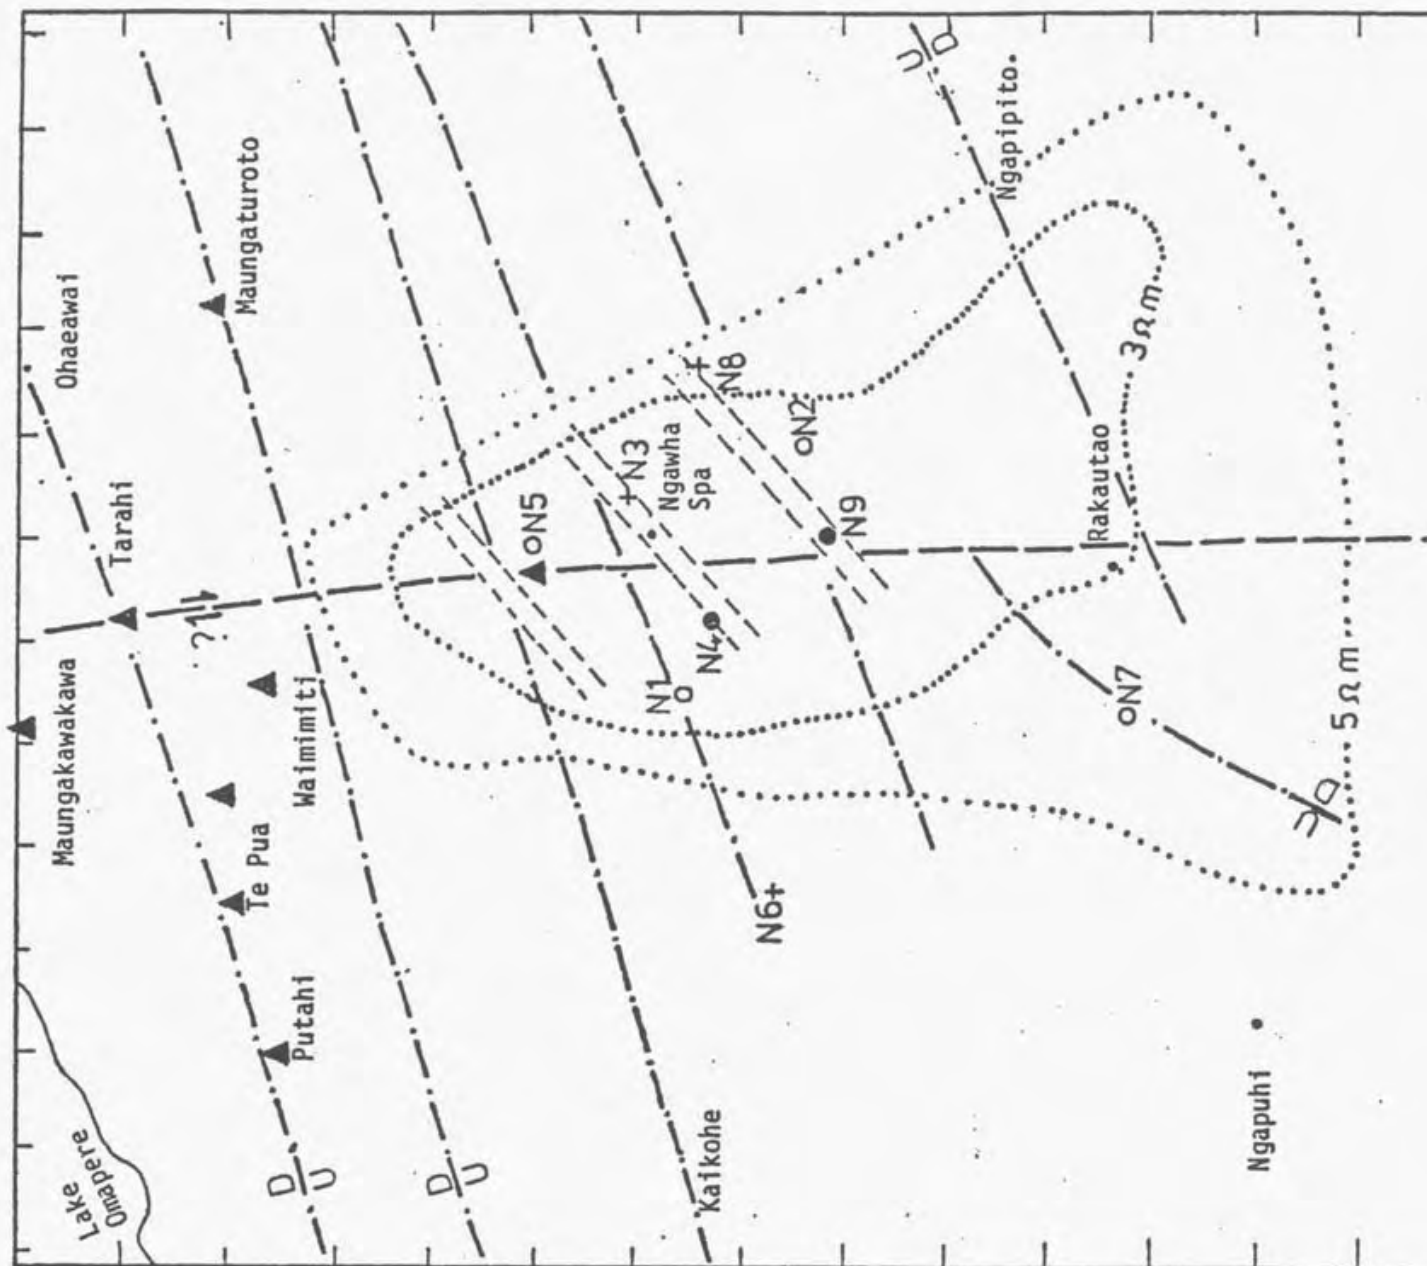 Lake
Omapere
Putahi
Te Pua
Waimimiti
Maungakawakawa
Tarahi
Ohaeawai
Maungaturoto
?1
D
U
D
U
Kaikohe
N6
N1
N4
N5
N3
Ngawha
Spa
N8
N2
N9
U
D
Ngapipito.
Rakautao
3Ωm.
N7
U
D
5Ωm
Ngapuhi